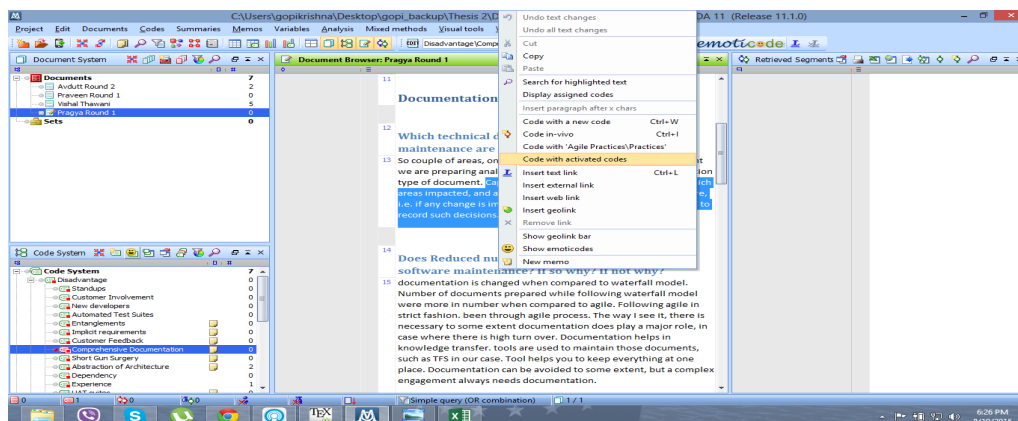 C:\Users\gopikrishna\Desktop\gopi_backup\Thesis 2\D
DA 11 (Release 11.1.0)
Project Edit Documents Codes Summaries Memos Variables Analysis Mixed methods Visual tools
Disadvantage\Comp
emoticode
Document System
Documents 7
Avdutt Round 2 2
Praveen Round 1 0
Vishal Thawani 5
Pragya Round 1 0
Sets 0
Code System
Code System 7
Disadvantage 0
Standups 0
Customer Involvement 0
New developers 0
Automated Test Suites 0
Entanglements 0
Implicit requirements 0
Customer Feedback 0
Comprehensive Documentation 0
Short Gun Surgery 0
Abstraction of Architecture 2
Dependency 0
Experience 1
Document Browser: Pragya Round 1
11
Documentation
12
Which technical d
maintenance are
13 So couple of areas, on
we are preparing anal
type of document.
areas impacted, and a
i.e. if any change is im
record such decisions.
14
Does Reduced nu
software maintenance? If so why? If not why?
15 documentation is changed when compared to waterfall model.
Number of documents prepared while following waterfall model
were more in number when compared to agile. Following agile in
strict fashion. been through agile process. The way I see it, there is
necessary to some extent documentation does play a major role, in
case where there is high turn over. Documentation helps in
knowledge transfer. tools are used to maintain those documents,
such as TFS in our case. Tool helps you to keep everything at one
place. Documentation can be avoided to some extent, but a complex
engagement always needs documentation.
Undo text changes
Undo all text changes
Cut
Copy
Paste
Search for highlighted text
Display assigned codes
Insert paragraph after x chars
Code with a new code Ctrl+W
Code in-vivo Ctrl+I
Code with 'Agile Practices\Practices'
Code with activated codes
Insert text link Ctrl+L
Insert external link
Insert web link
Insert geolink
Remove link
Show geolink bar
Show emoticodes
New memo
Retrieved Segments
0 1 0 0
Simple query (OR combination) 1 / 1
TEX
6:26 PM